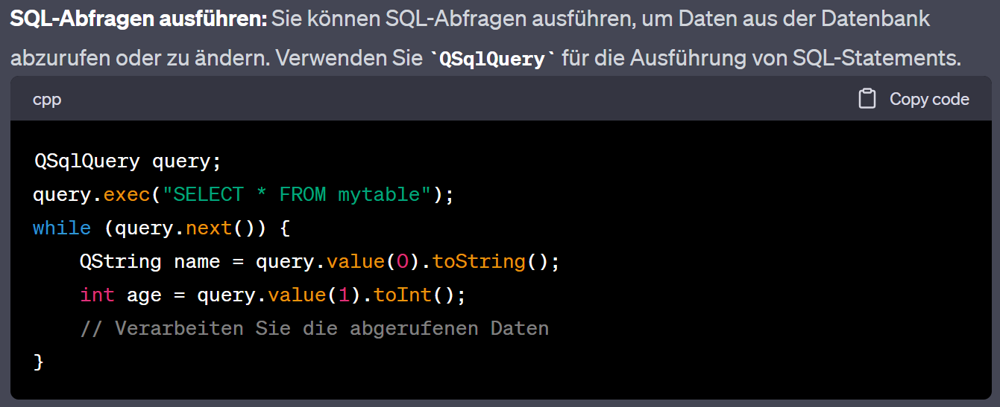 SQL-Abfragen ausführen: Sie können SQL-Abfragen ausführen, um Daten aus der Datenbank
abzurufen oder zu ändern. Verwenden Sie `QSqlQuery` für die Ausführung von SQL-Statements.
cpp Copy code
QSqlQuery query;
query.exec("SELECT * FROM mytable");
while (query.next()) {
    QString name = query.value(0).toString();
    int age = query.value(1).toInt();
    // Verarbeiten Sie die abgerufenen Daten
}